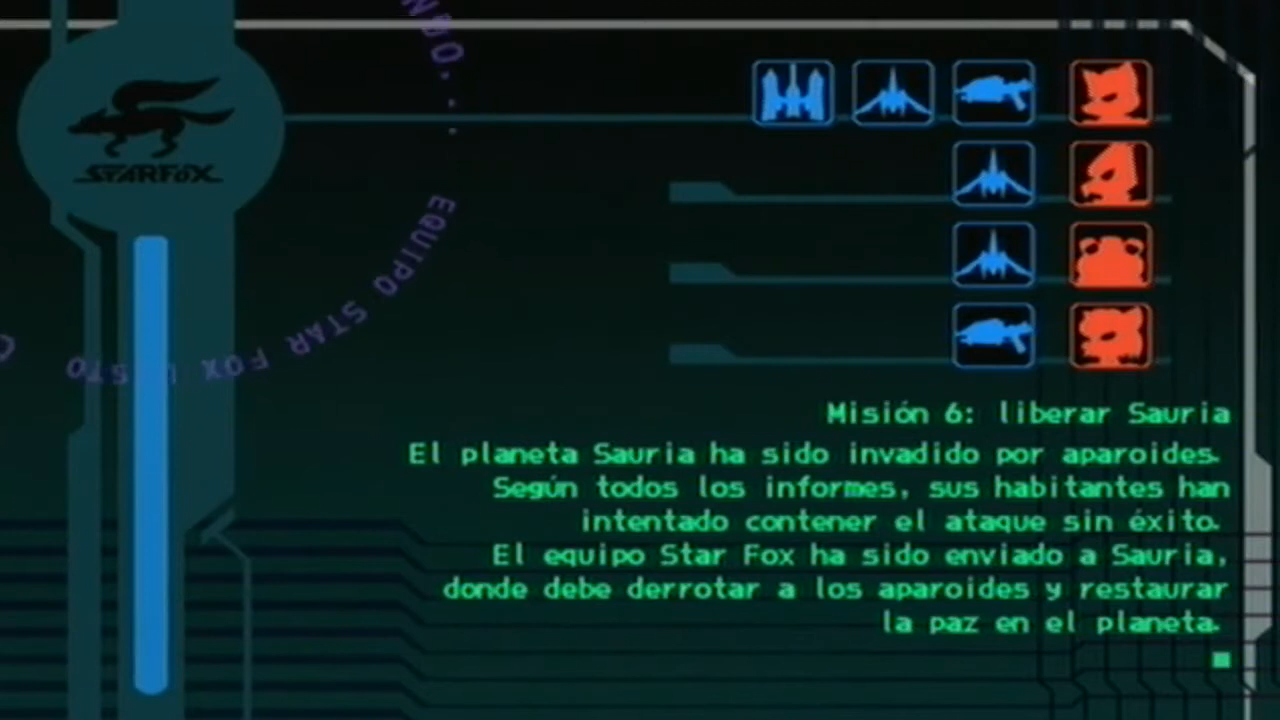 NDO...
STARFOX
EQUIPO STAR FOX
Misión 6: liberar Sauria
El planeta Sauria ha sido invadido por aparoides.
Según todos los informes, sus habitantes han
intentado contener el ataque sin éxito.
El equipo Star Fox ha sido enviado a Sauria,
donde debe derrotar a los aparoides y restaurar
la paz en el planeta.